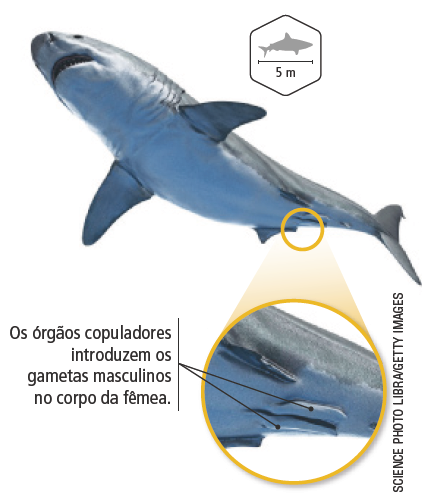 5 m
Os órgãos copuladores
introduzem os
gametas masculinos
no corpo da fêmea.
SCIENCE PHOTO LIBRA/GETTY IMAGES